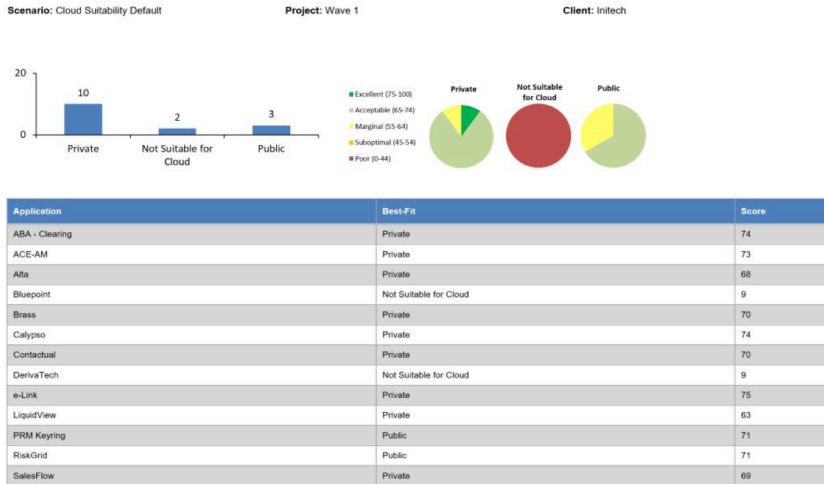 Scenario: Cloud Suitability Default Project: Wave 1 Client: Initech
20
10
2
3
0
Private
Not Suitable for
Cloud
Public
Excellent (75-100)
Acceptable (65-74)
Marginal (55-64)
Suboptimal (45-54)
Poor (0-44)
Private
Not Suitable
for Cloud
Public
Application Best-Fit Score
ABA - Clearing Private 74
ACE-AM Private 73
Alta Private 68
Bluepoint Not Suitable for Cloud 9
Brass Private 70
Calypso Private 74
Contactual Private 70
DerivaTech Not Suitable for Cloud 9
e-Link Private 75
LiquidView Private 63
PRM Keyring Public 71
RiskGrid Public 71
SalesFlow Private 69